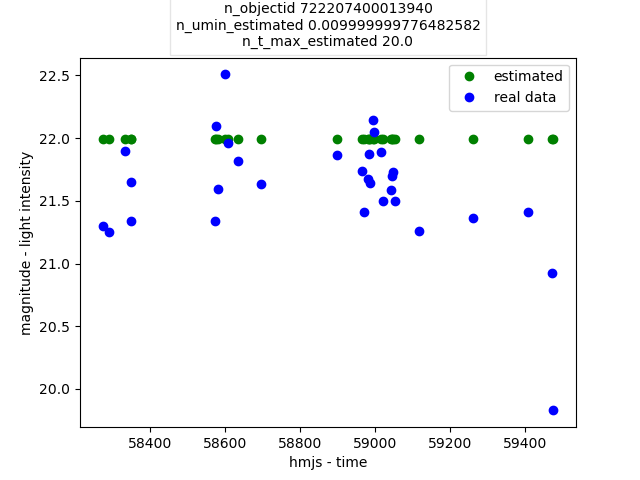 n_objectid 722207400013940
n_umin_estimated 0.009999999776482582
n_t_max_estimated 20.0
estimated
real data
22.5
22.0
21.5
21.0
20.5
20.0
magnitude - light intensity
58400
58600
58800
59000
59200
59400
hmjs - time